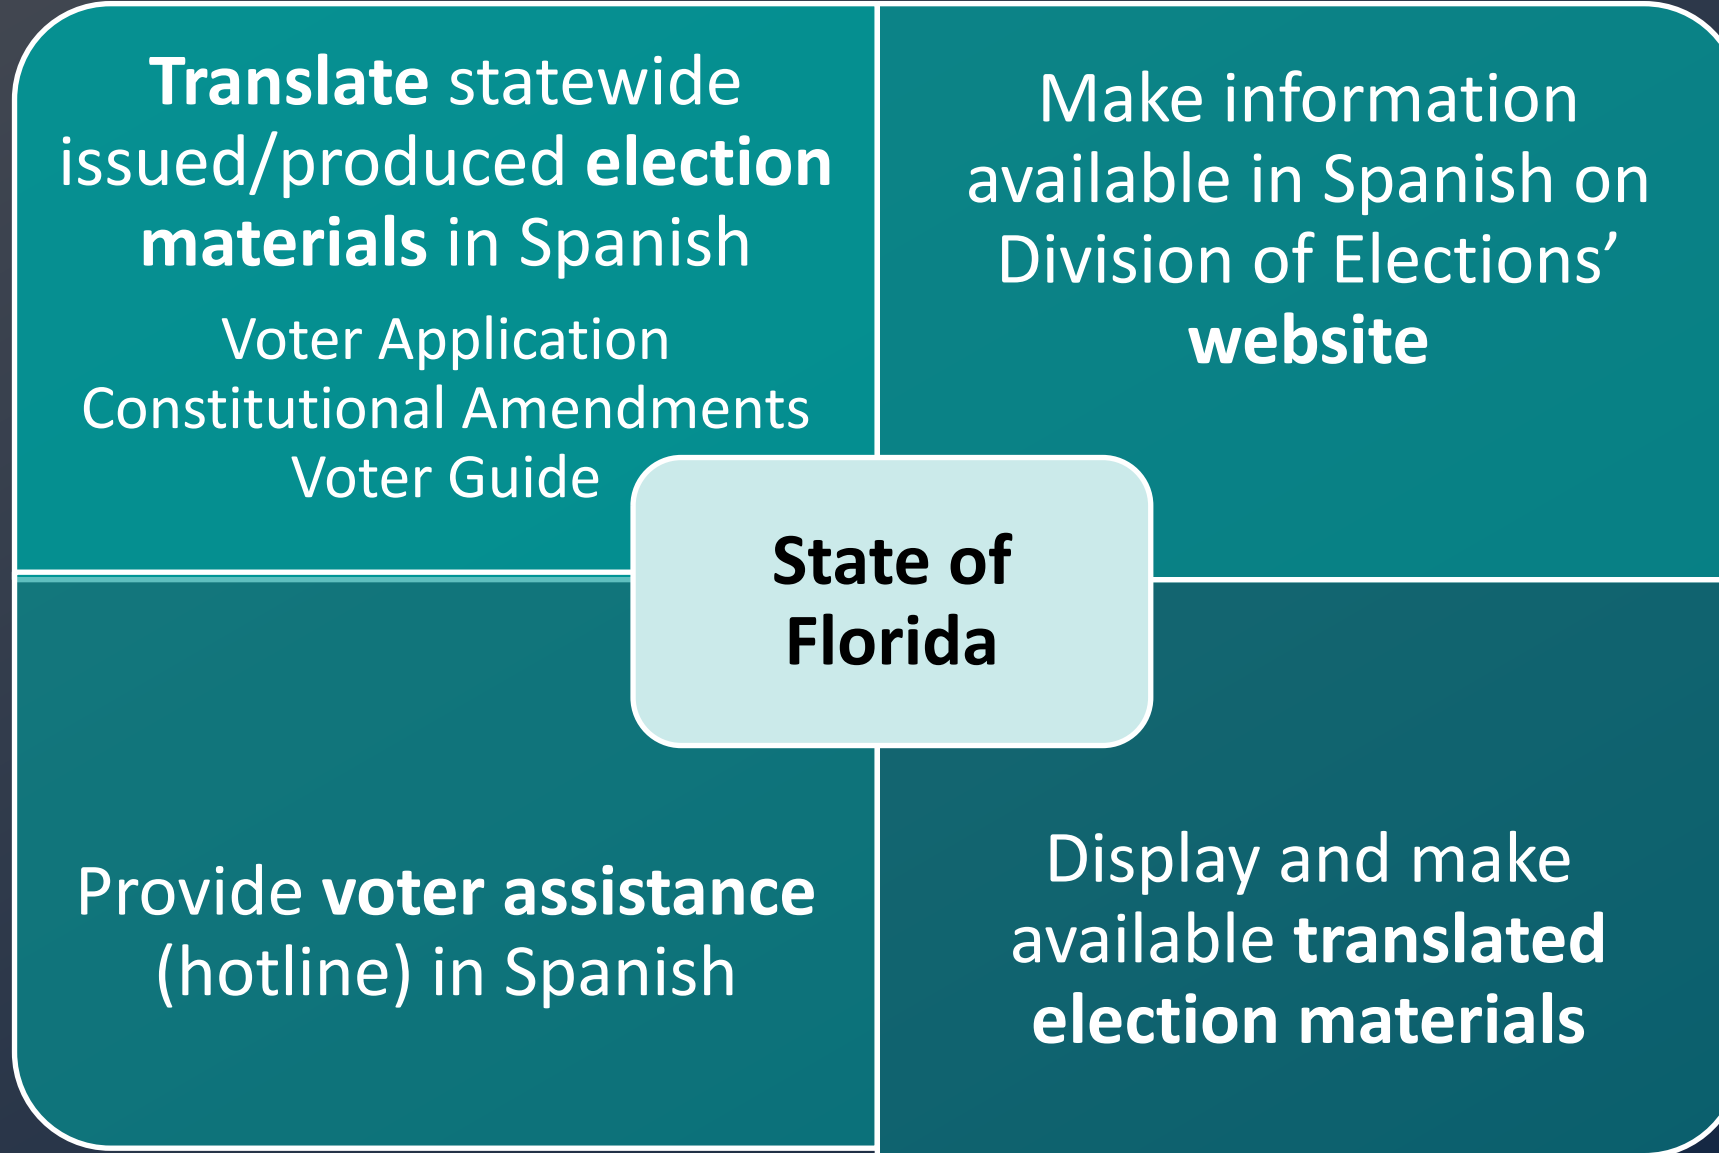 Translate statewide
issued/produced election
materials in Spanish
Voter Application
Constitutional Amendments
Voter Guide
Make information
available in Spanish on
Division of Elections’
website
State of
Florida
Provide voter assistance
(hotline) in Spanish
Display and make
available translated
election materials